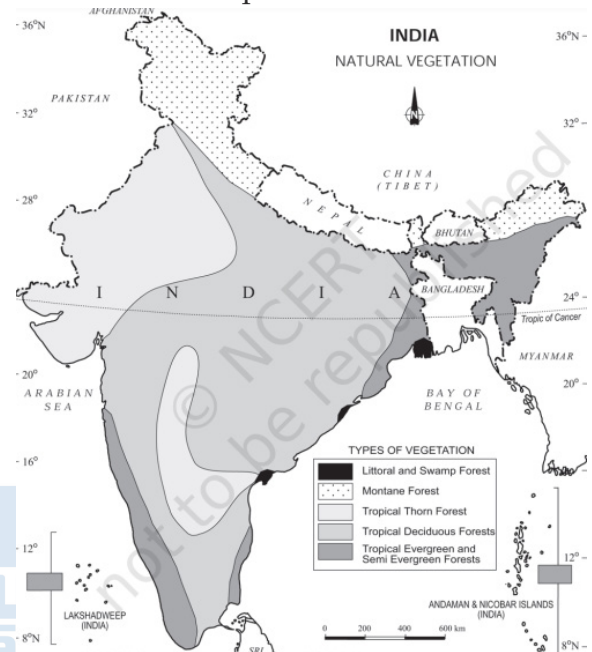 AFGHANISTAN
36°N
INDIA
NATURAL VEGETATION
36°N
PAKISTAN
32°
N
32°
CHINA
(TIBET)
28°
NEPAL
BHUTAN
I N D I A
BANGLADESH
24°
Tropic of Cancer
MYANMAR
20°
20°
ARABIAN
SEA
BAY OF
BENGAL
© NCERT
not to be republished
16°
TYPES OF VEGETATION
Littoral and Swamp Forest
Montane Forest
Tropical Thorn Forest
Tropical Deciduous Forests
Tropical Evergreen and
Semi Evergreen Forests
12°
12°
LAKSHADWEEP
(INDIA)
ANDAMAN & NICOBAR ISLANDS
(INDIA)
8°N
SRI
0 200 400 600 km
8°N